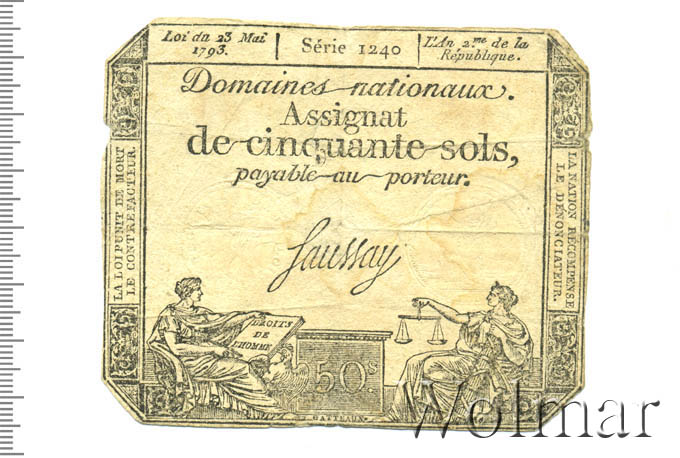 Loi du 23 Mai
1793.
Série 1240
L'An 2.me de la
République.
Domaines nationaux.
Assignat
de cinquante sols,
payable au porteur.
Saussay
LA LOI PUNIT DE MORT
LE CONTREFACTEUR.
LA NATION RÉCOMPENSE
LE DÉNONCIATEUR.
DROITS
DE
L'HOMME
50s
GATTEAUX
Wolmar